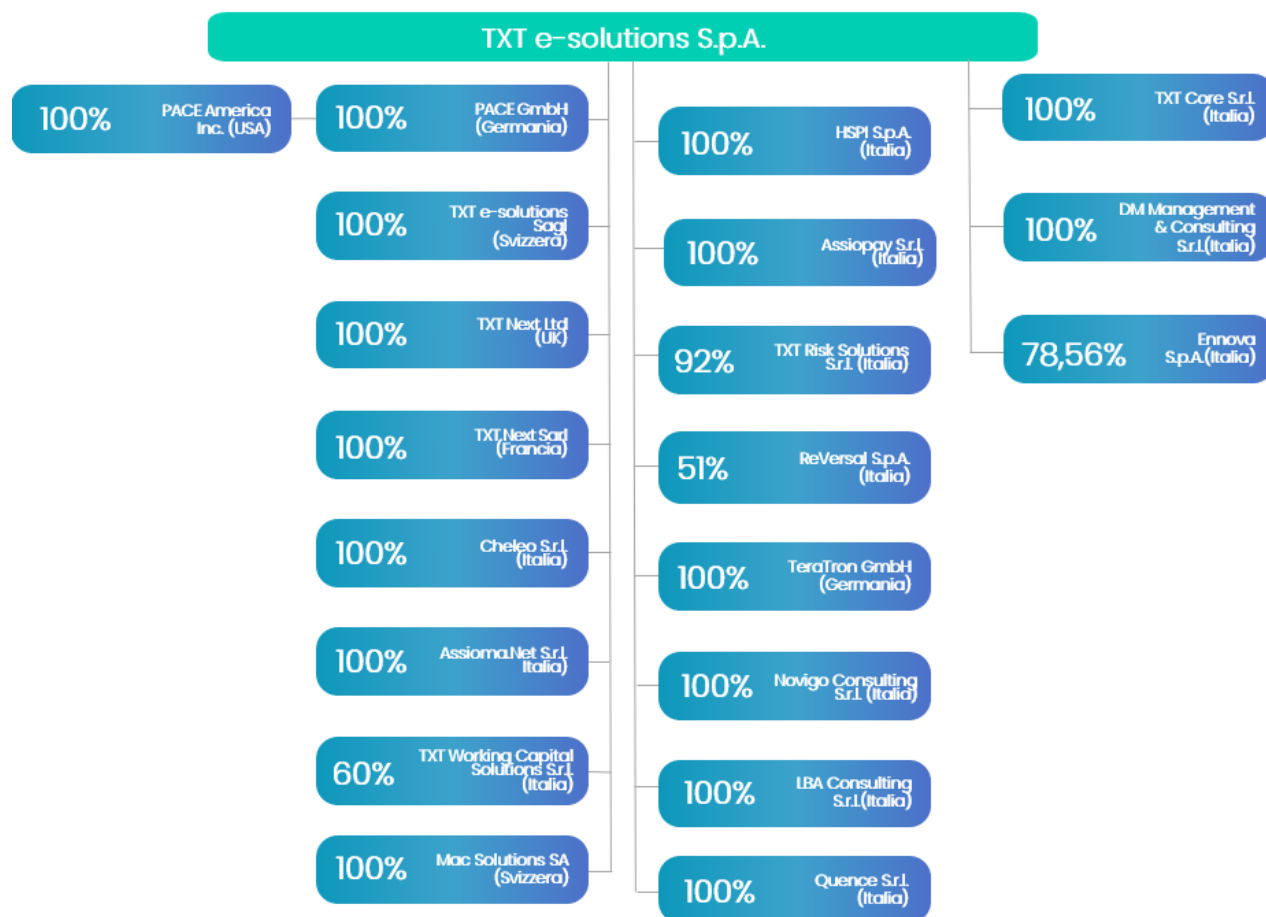 TXT e-solutions S.p.A.
100%
PACE America
Inc. (USA)
100%
PACE GmbH
(Germania)
100%
TXT e-solutions
Sagl
(Svizzera)
100%
TXT Next Ltd
(UK)
100%
TXT Next Sarl
(Francia)
100%
Cheleo S.r.l.
(Italia)
100%
Assioma.Net S.r.l.
Italia)
60%
TXT Working Capital
Solutions S.r.l.
(Italia)
100%
Mac Solutions SA
(Svizzera)
100%
HSPI S.p.A.
(Italia)
100%
Assiopay S.r.l.
(Italia)
92%
TXT Risk Solutions
S.r.l. (Italia)
51%
ReVersal S.p.A.
(Italia)
100%
TeraTron GmbH
(Germania)
100%
Novigo Consulting
S.r.l. (Italia)
100%
LBA Consulting
S.r.l.(Italia)
100%
Quence S.r.l.
(Italia)
100%
TXT Core S.r.l.
(Italia)
100%
DM Management
& Consulting
S.r.l.(Italia)
78,56%
Ennova
S.p.A.(Italia)